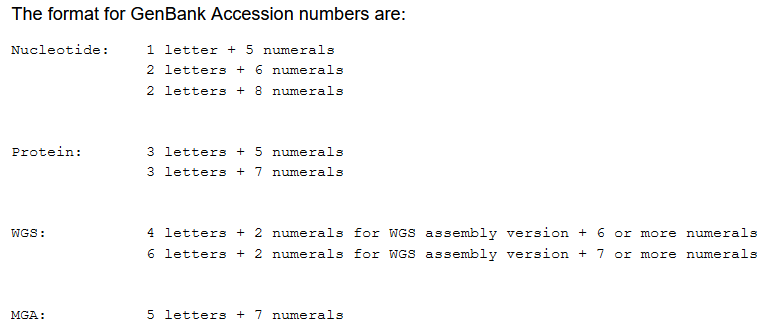 The format for GenBank Accession numbers are:
Nucleotide: 1 letter + 5 numerals
2 letters + 6 numerals
2 letters + 8 numerals
Protein: 3 letters + 5 numerals
3 letters + 7 numerals
WGS: 4 letters + 2 numerals for WGS assembly version + 6 or more numerals
6 letters + 2 numerals for WGS assembly version + 7 or more numerals
MGA: 5 letters + 7 numerals